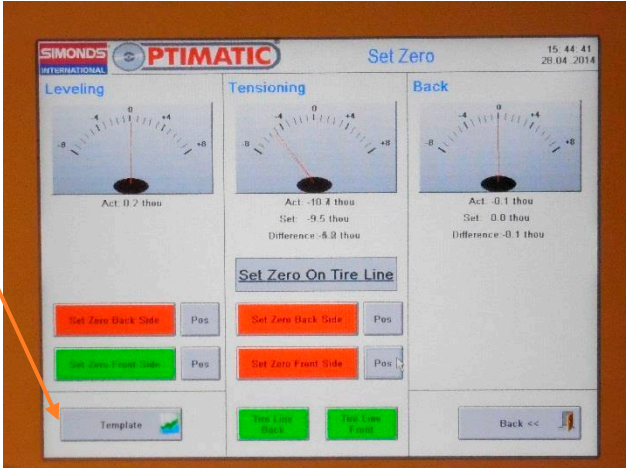 SIMONDS
INTERNATIONAL
OPTIMATIC
Set Zero
15:44:41
28.04.2014
Leveling
-8 -4 0 +4 +8
Act: 0.2 thou
Set Zero Back Side
Pos
Set Zero Front Side
Pos
Template
Tensioning
-8 -4 0 +4 +8
Set: -9.5 thou
Set Zero On Tire Line
Set Zero Back Side
Pos
Set Zero Front Side
Pos
Tire Line
Back
Tire Line
Front
Back
-8 -4 0 +4 +8
Act: -0.1 thou
Set: 0.0 thou
Difference:-0.1 thou
Back <<